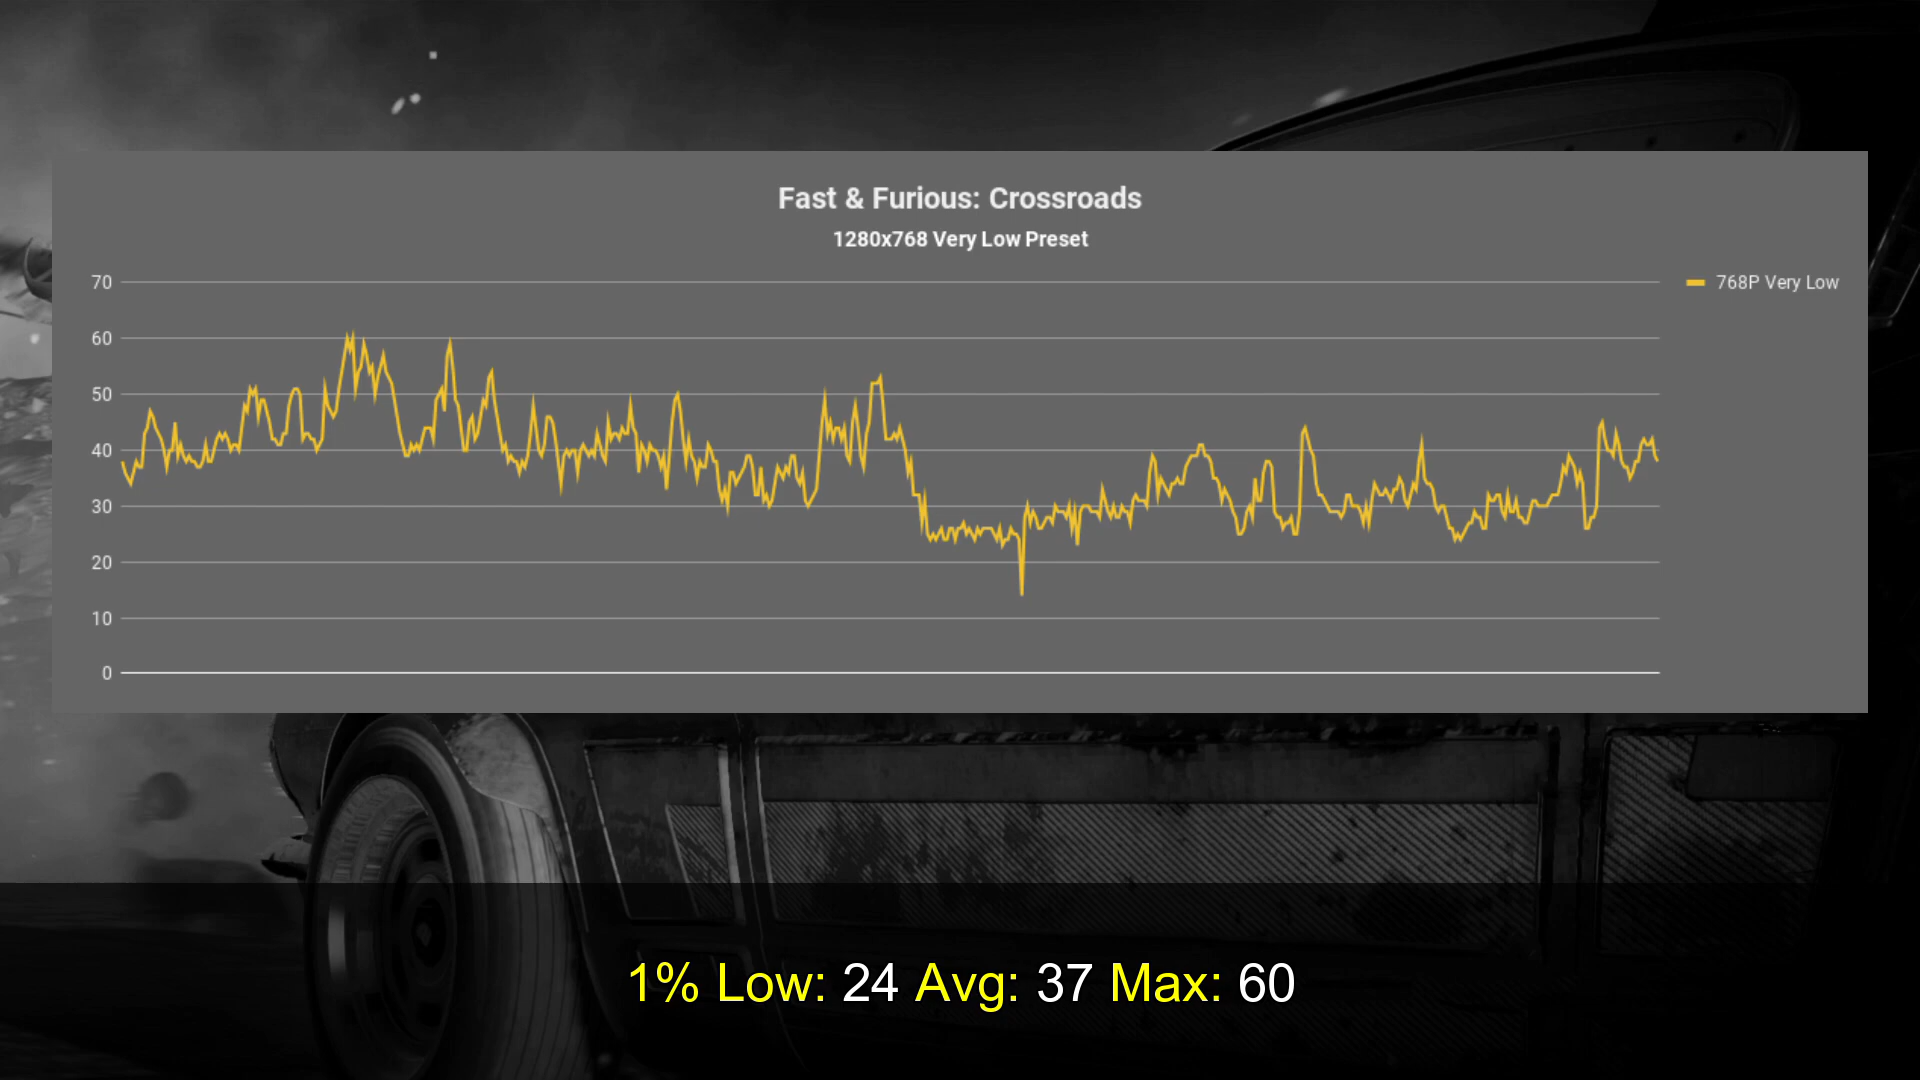 Fast & Furious: Crossroads
1280x768 Very Low Preset
70
768P Very Low
60
50
40
30
20
10
0
1% Low: 24 Avg: 37 Max: 60